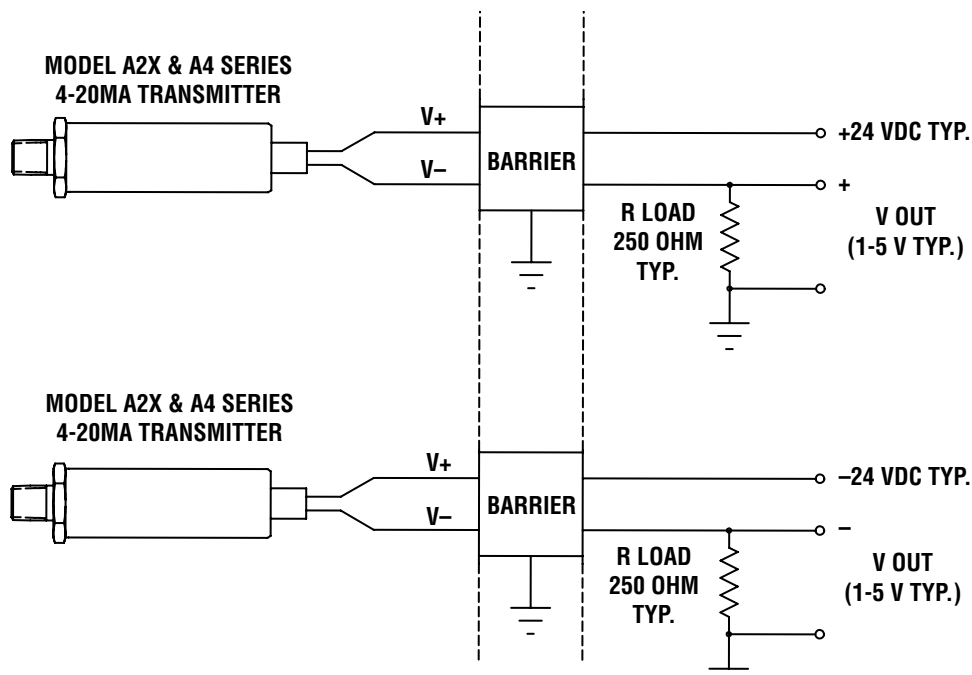 MODEL A2X & A4 SERIES
4-20MA TRANSMITTER
V+
V–
BARRIER
+24 VDC TYP.
+
R LOAD
250 OHM
TYP.
V OUT
(1-5 V TYP.)
MODEL A2X & A4 SERIES
4-20MA TRANSMITTER
V+
V–
BARRIER
–24 VDC TYP.
–
R LOAD
250 OHM
TYP.
V OUT
(1-5 V TYP.)